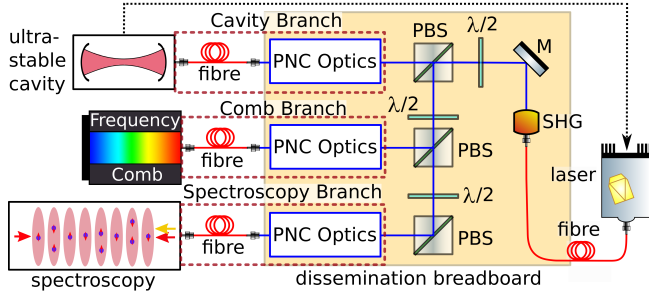 Cavity Branch
ultra-
stable
cavity
fibre
PNC Optics
PBS
λ/2
M
Comb Branch
Frequency
Comb
fibre
PNC Optics
λ/2
PBS
SHG
Spectroscopy Branch
fibre
PNC Optics
λ/2
PBS
laser
fibre
spectroscopy
dissemination breadboard